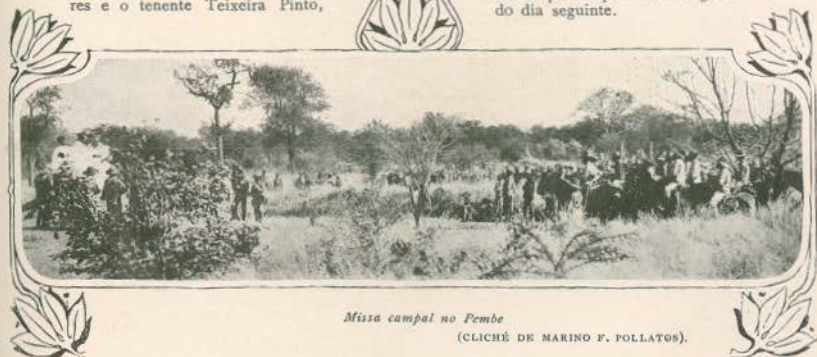 res e o tenente Teixeira Pinto,
do dia seguinte.
Missa campal no Pembe
(CLICHÉ DE MARINO F. POLLATOS).